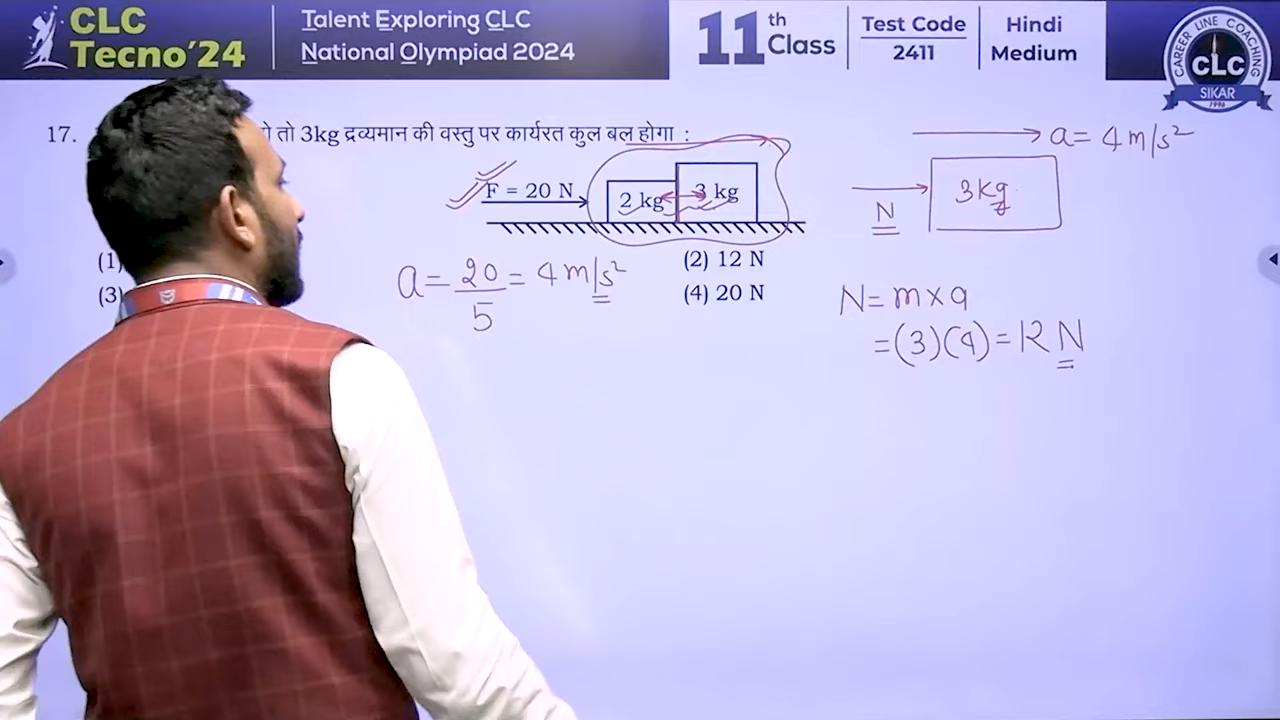 CLC
Tecno'24
Talent Exploring CLC
National Olympiad 2024
11th Class
Test Code
2411
Hindi
Medium
CAREER LINE COACHING
CLC
SIKAR
1996
17. तो 3kg द्रव्यमान की वस्तु पर कार्यरत कुल बल होगा :
F = 20 N
2 kg
3 kg
a = 4 m/s²
N
3Kg
(1)
(2) 12 N
(3)
(4) 20 N
a = 20/5 = 4 m/s²
N = m x a
= (3)(4) = 12 N